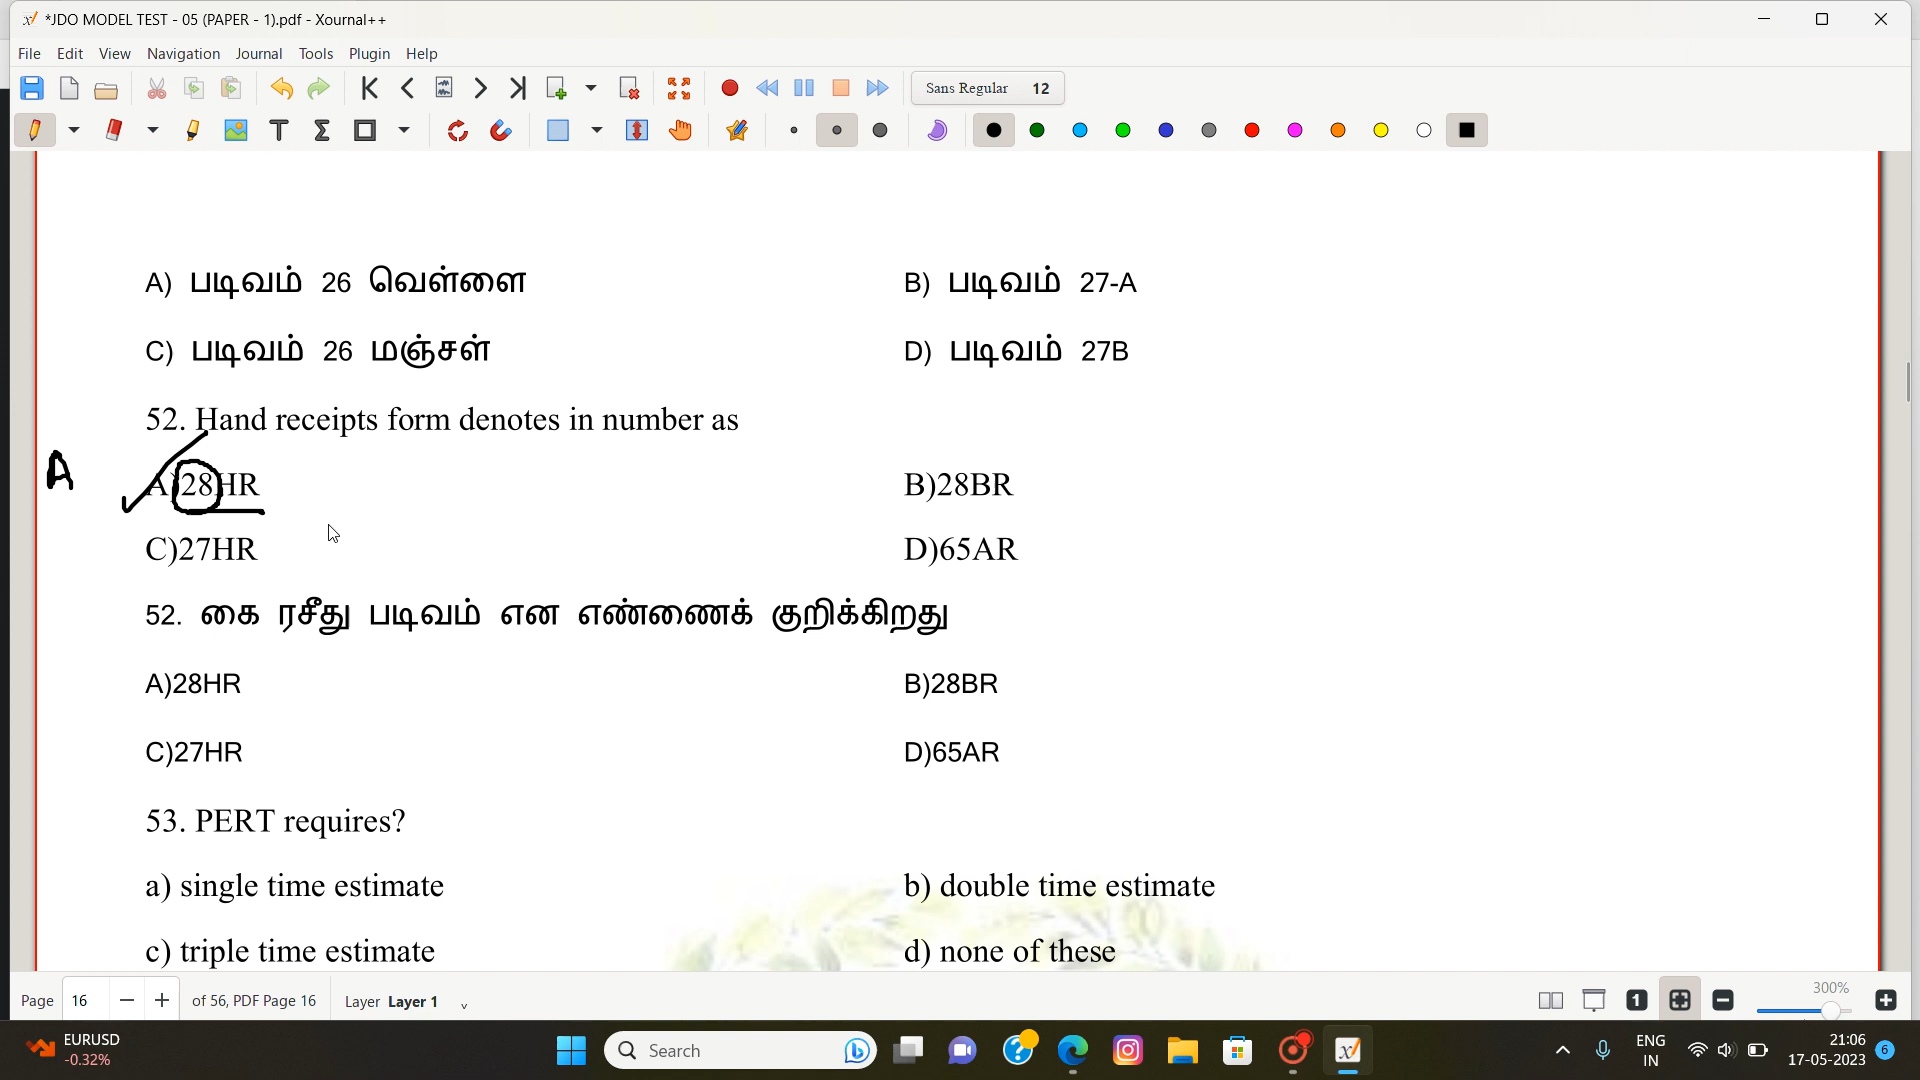 *JDO MODEL TEST - 05 (PAPER - 1).pdf - Xournal++
File Edit View Navigation Journal Tools Plugin Help
Sans Regular 12
A) படிவம் 26 வெள்ளை B) படிவம் 27-A
C) படிவம் 26 மஞ்சள் D) படிவம் 27B
52. Hand receipts form denotes in number as
A
A)28HR B)28BR
C)27HR D)65AR
52. கை ரசீது படிவம் என எண்ணைக் குறிக்கிறது
A)28HR B)28BR
C)27HR D)65AR
53. PERT requires?
a) single time estimate b) double time estimate
c) triple time estimate d) none of these
Page 16 of 56, PDF Page 16 Layer Layer 1 300%
EURUSD
-0.32%
Search
ENG
IN
21:06
17-05-2023 6